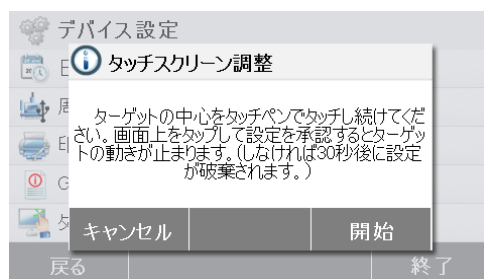 デバイス設定
タッチスクリーン調整
ターゲットの中心をタッチペンでタッチし続けてくだ
さい。画面上をタップして設定を承認するとターゲッ
トの動きが止まります。(しなければ30秒後に設定
が破棄されます。)
キャンセル
開始
戻る
終了